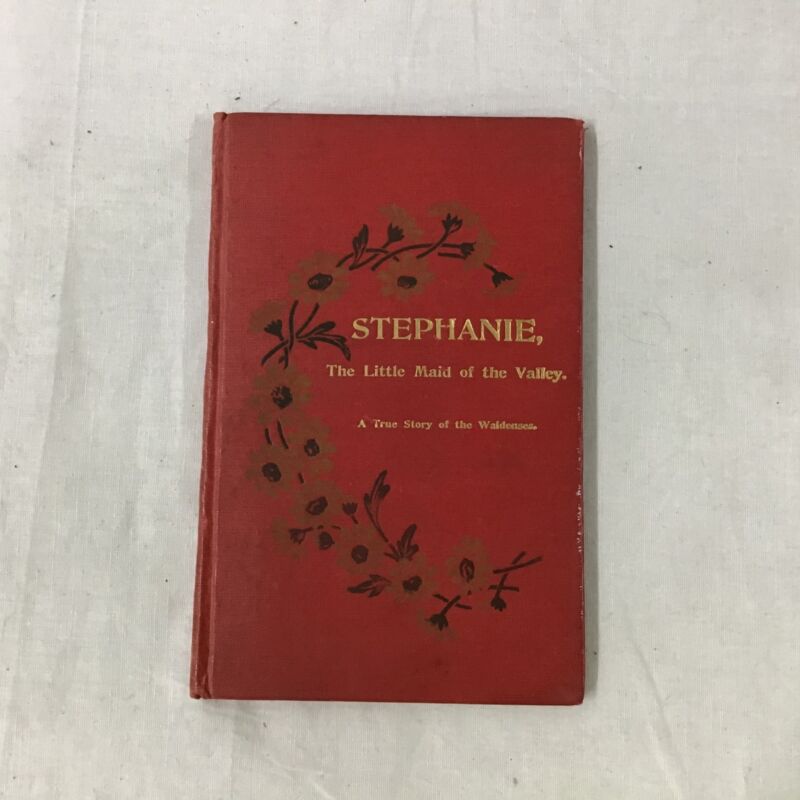 STEPHANIE,
The Little Maid of the Valley.
A True Story of the Waldenses.